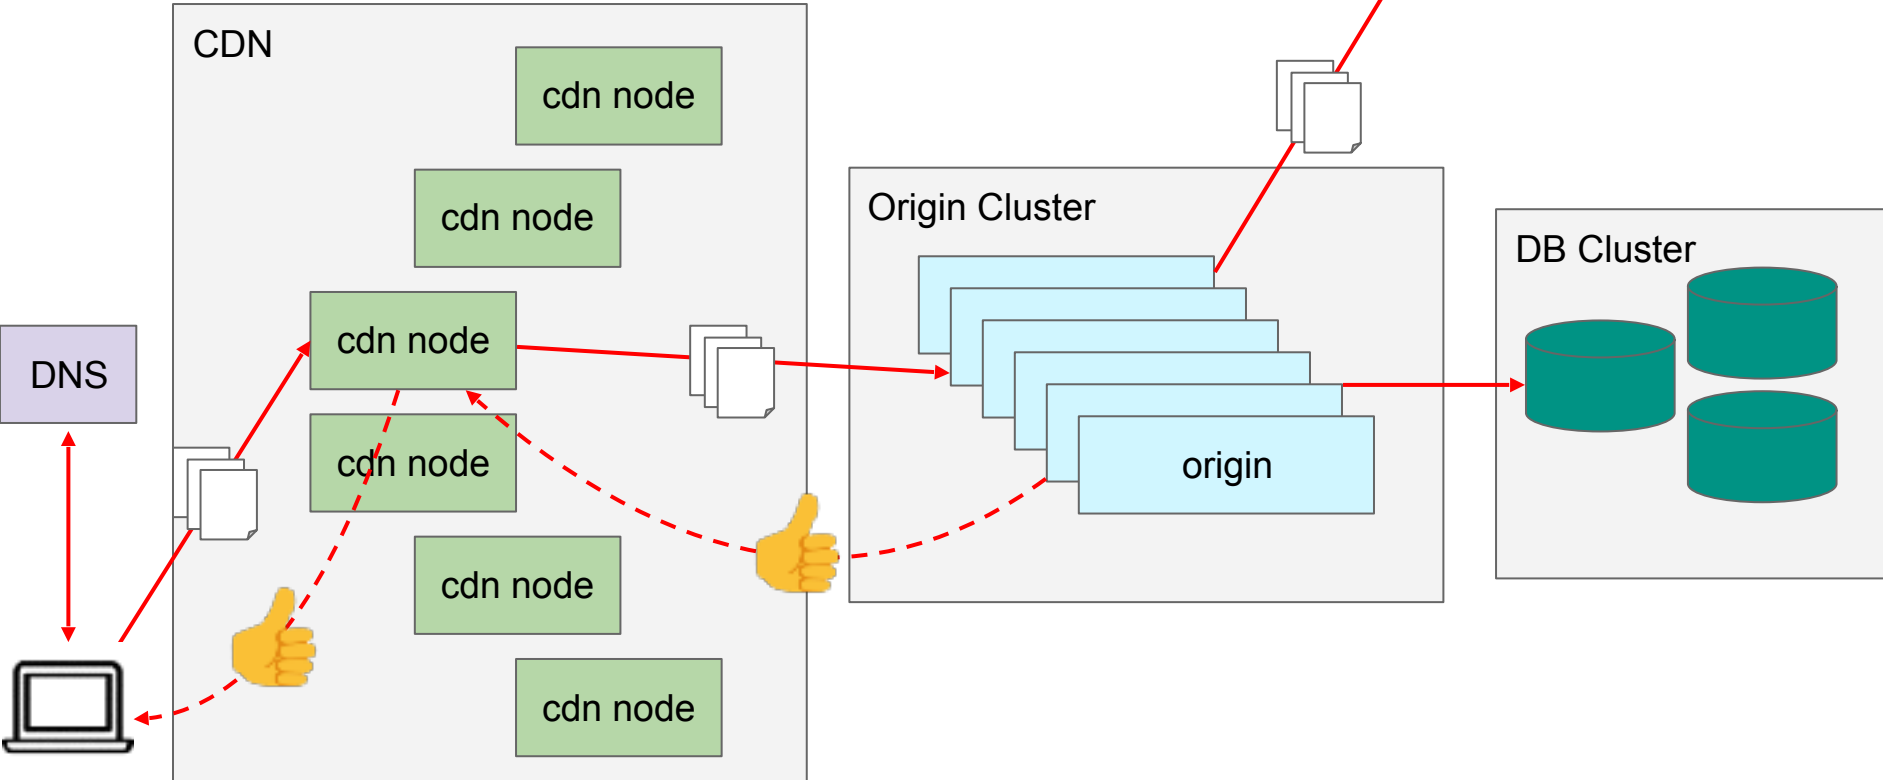 CDN
cdn node
cdn node
Origin Cluster
DB Cluster
cdn node
DNS
cdn node
origin
cdn node
cdn node